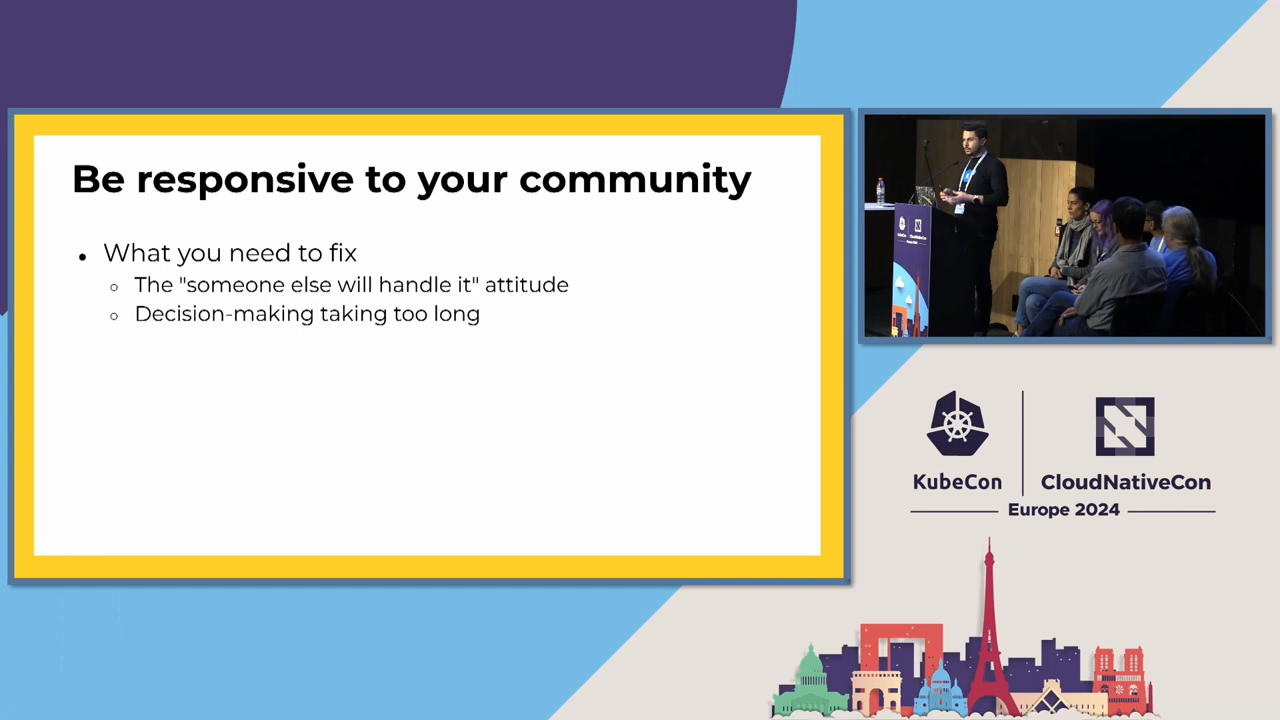 Be responsive to your community
What you need to fix
The "someone else will handle it" attitude
Decision-making taking too long
KubeCon
CloudNativeCon
Europe 2024